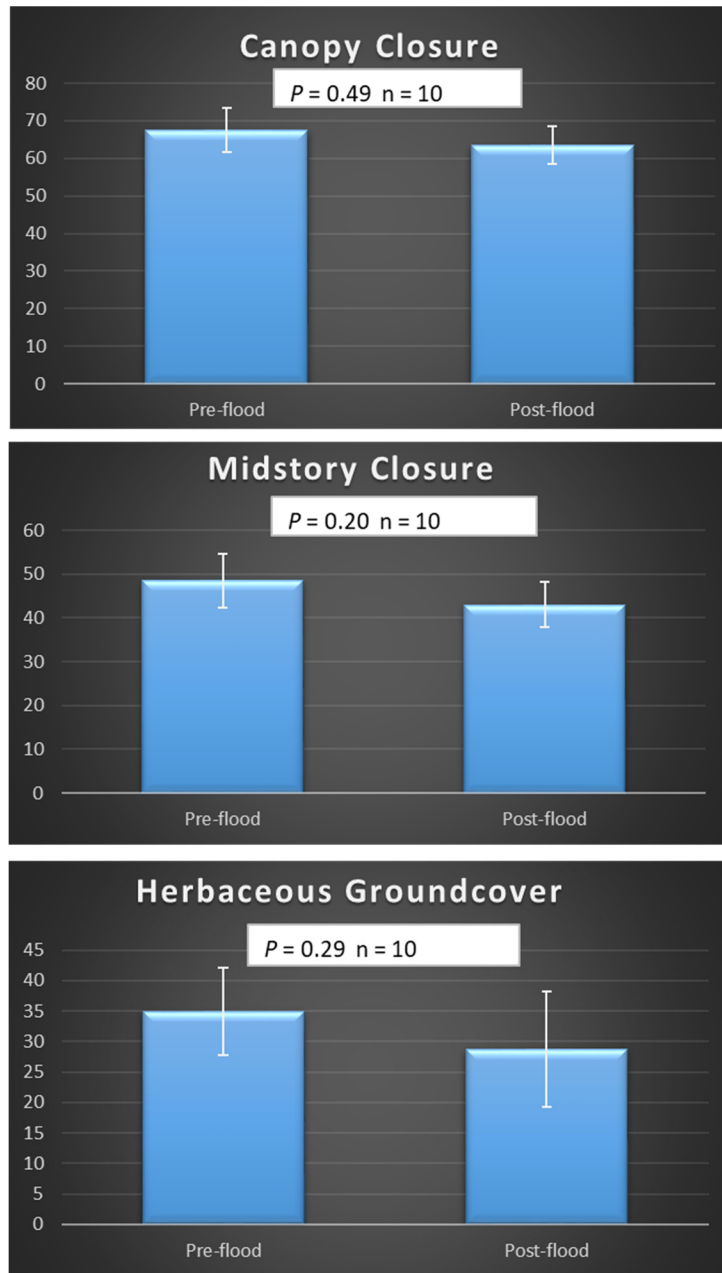 Canopy Closure
P = 0.49 n = 10
80
70
60
50
40
30
20
10
0
Pre-flood Post-flood
Midstory Closure
P = 0.20 n = 10
60
50
40
30
20
10
0
Pre-flood Post-flood
Herbaceous Groundcover
P = 0.29 n = 10
45
40
35
30
25
20
15
10
5
0
Pre-flood Post-flood